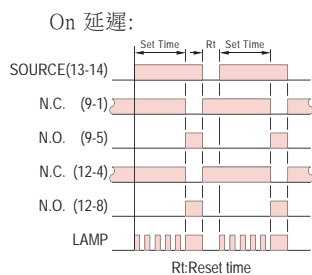 On 延遲:
Set Time Rt Set Time
SOURCE(13-14)
N.C. (9-1)
N.O. (9-5)
N.C. (12-4)
N.O. (12-8)
LAMP
Rt:Reset time